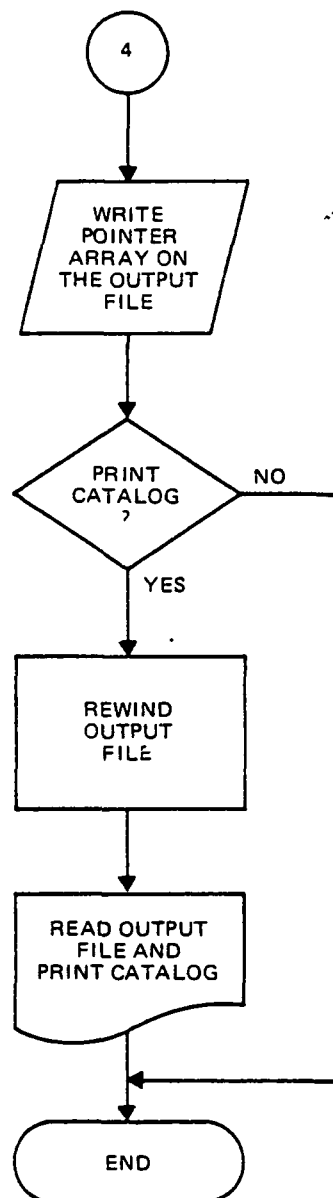 4
WRITE
POINTER
ARRAY ON
THE OUTPUT
FILE
PRINT
CATALOG
?
NO
YES
REWIND
OUTPUT
FILE
READ OUTPUT
FILE AND
PRINT CATALOG
END